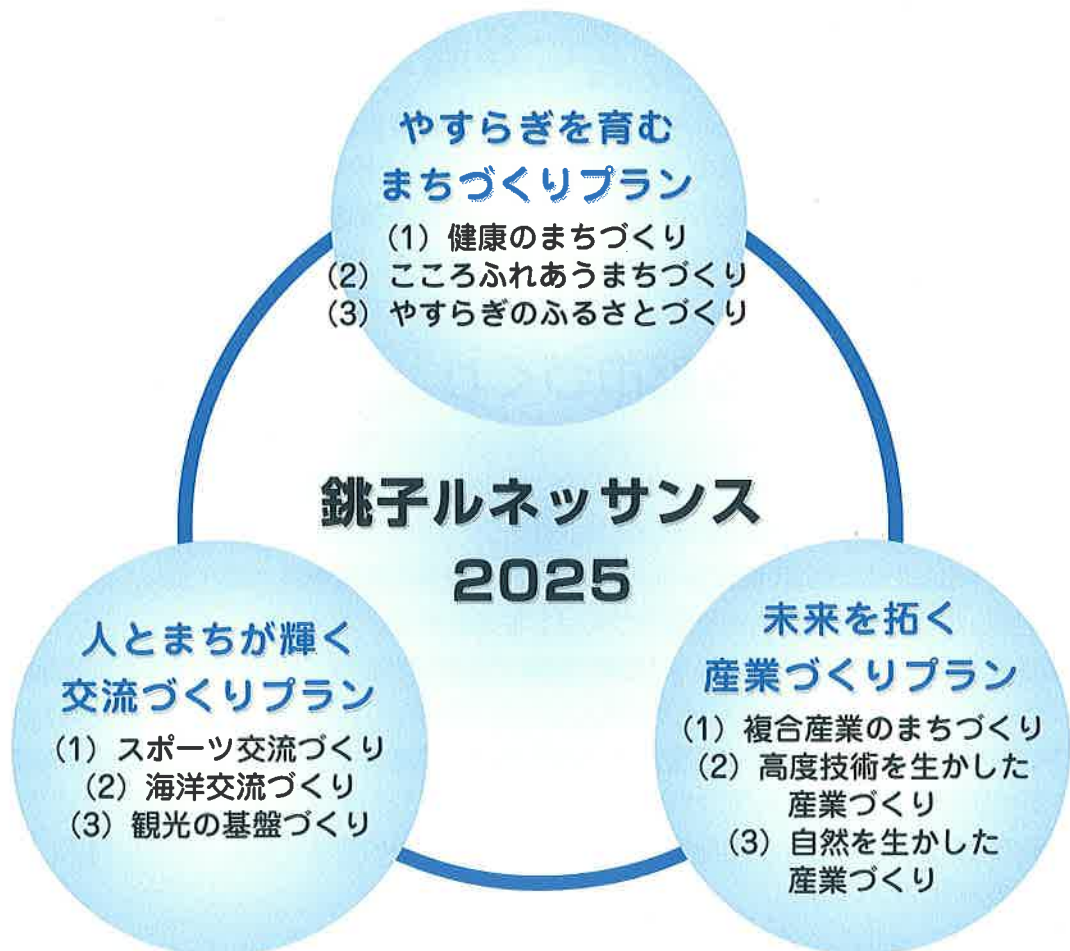 やすらぎを育む
まちづくりプラン
(1) 健康のまちづくり
(2) こころふれあうまちづくり
(3) やすらぎのふるさとづくり
銚子ルネッサンス
2025
人とまちが輝く
交流づくりプラン
(1) スポーツ交流づくり
(2) 海洋交流づくり
(3) 観光の基盤づくり
未来を拓く
産業づくりプラン
(1) 複合産業のまちづくり
(2) 高度技術を生かした
産業づくり
(3) 自然を生かした
産業づくり